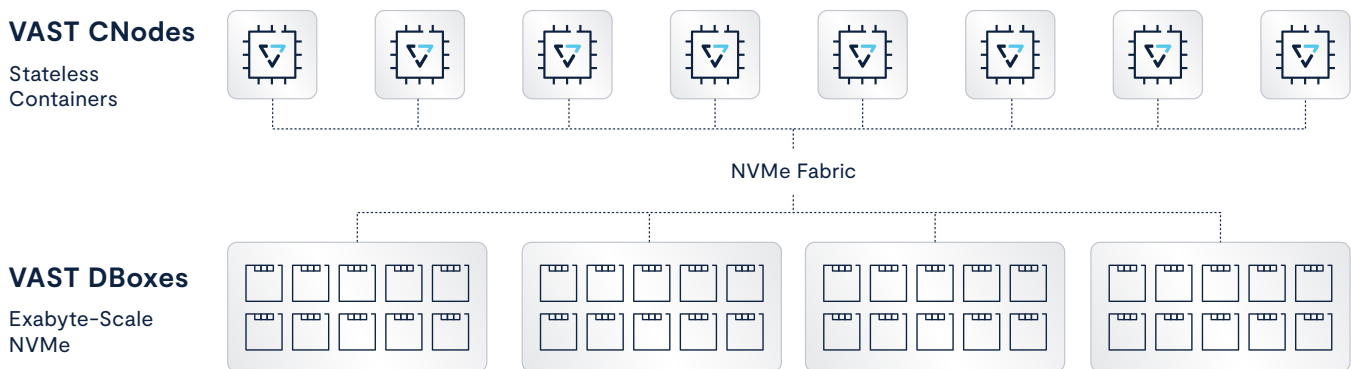 VAST CNodes
Stateless
Containers
NVMe Fabric
VAST DBoxes
Exabyte-Scale
NVMe